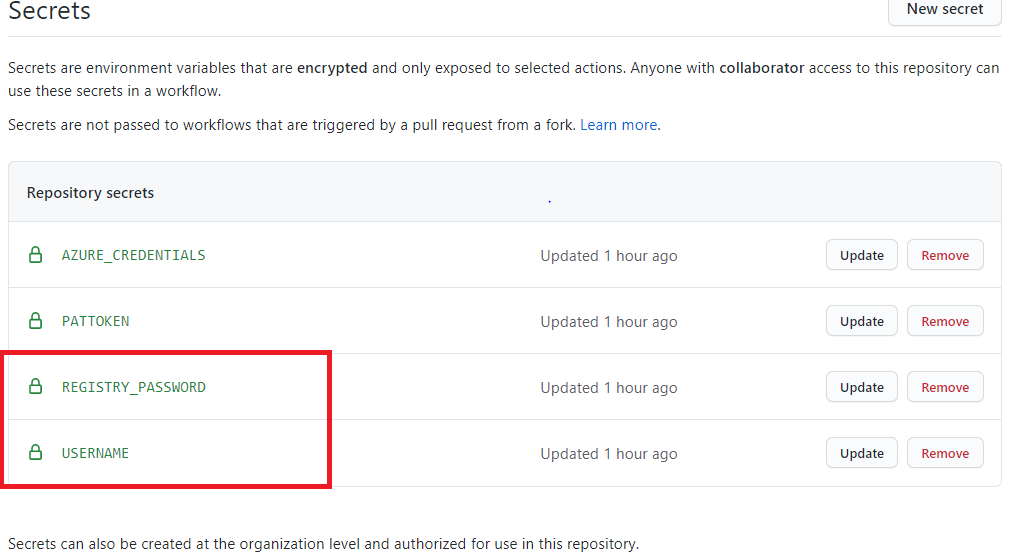 Secrets
New secret
Secrets are environment variables that are encrypted and only exposed to selected actions. Anyone with collaborator access to this repository can
use these secrets in a workflow.
Secrets are not passed to workflows that are triggered by a pull request from a fork. Learn more.
Repository secrets .
AZURE_CREDENTIALS Updated 1 hour ago Update Remove
PATTOKEN Updated 1 hour ago Update Remove
REGISTRY_PASSWORD Updated 1 hour ago Update Remove
USERNAME Updated 1 hour ago Update Remove
Secrets can also be created at the organization level and authorized for use in this repository.